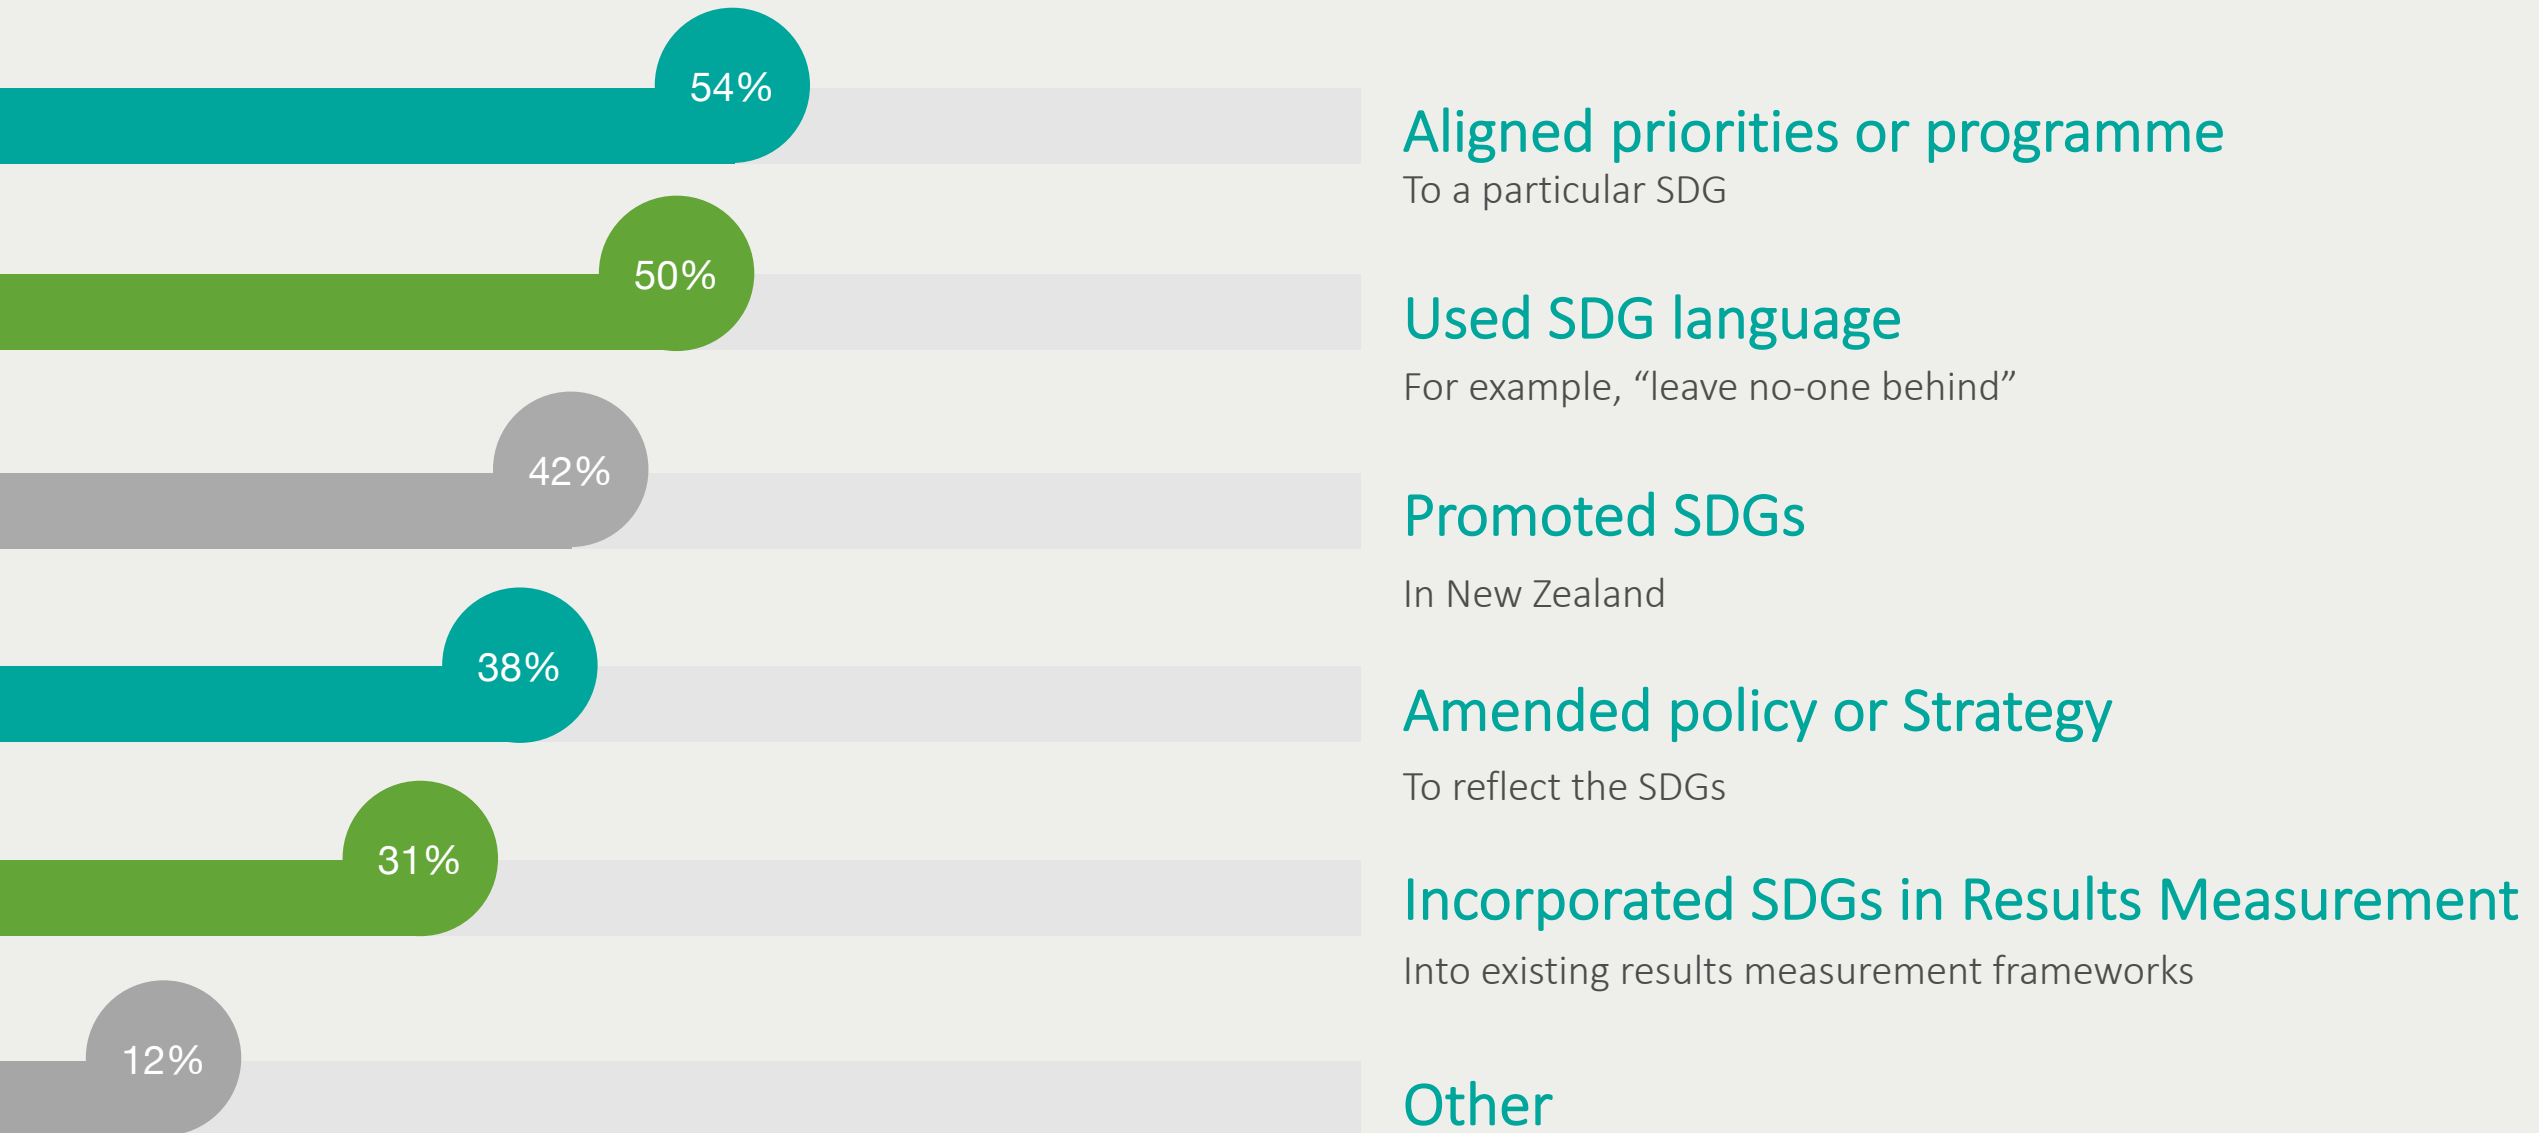 54%
Aligned priorities or programme
To a particular SDG
50%
Used SDG language
For example, “leave no-one behind”
42%
Promoted SDGs
In New Zealand
38%
Amended policy or Strategy
To reflect the SDGs
31%
Incorporated SDGs in Results Measurement
Into existing results measurement frameworks
12%
Other